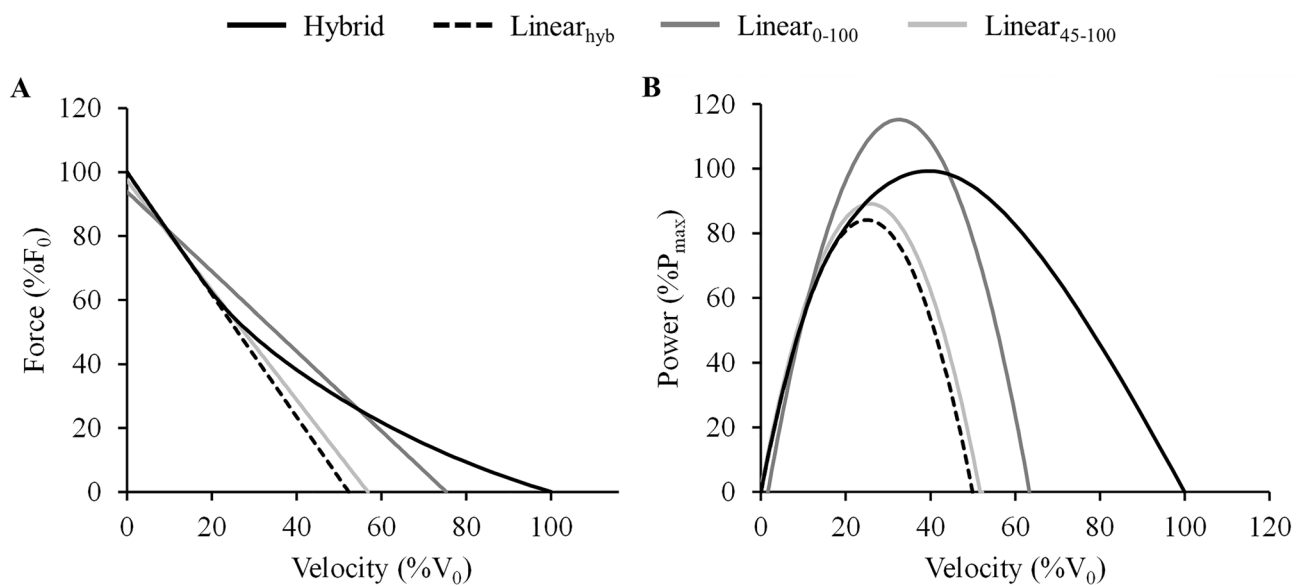 Hybrid Linear_hyb Linear_0-100 Linear_45-100
A
120
100
80
60
40
20
0
Force (%F_0)
0 20 40 60 80 100
Velocity (%V_0)
B
120
100
80
60
40
20
0
Power (%P_max)
0 20 40 60 80 100 120
Velocity (%V_0)